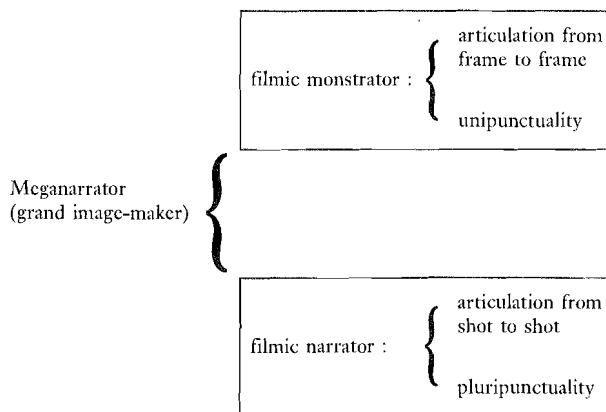 articulation from
frame to frame
filmic monstrator :
unipunctuality
Meganarrator
(grand image-maker)
articulation from
shot to shot
filmic narrator :
pluripunctuality